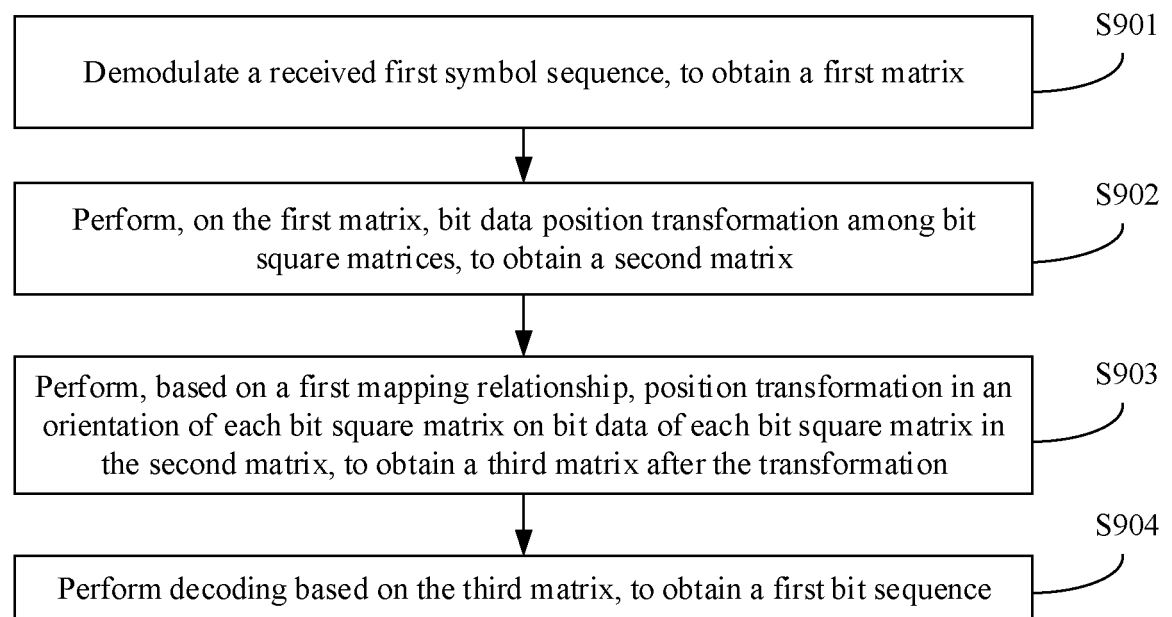 S901
Demodulate a received first symbol sequence, to obtain a first matrix
S902
Perform, on the first matrix, bit data position transformation among bit
square matrices, to obtain a second matrix
S903
Perform, based on a first mapping relationship, position transformation in an
orientation of each bit square matrix on bit data of each bit square matrix in
the second matrix, to obtain a third matrix after the transformation
S904
Perform decoding based on the third matrix, to obtain a first bit sequence